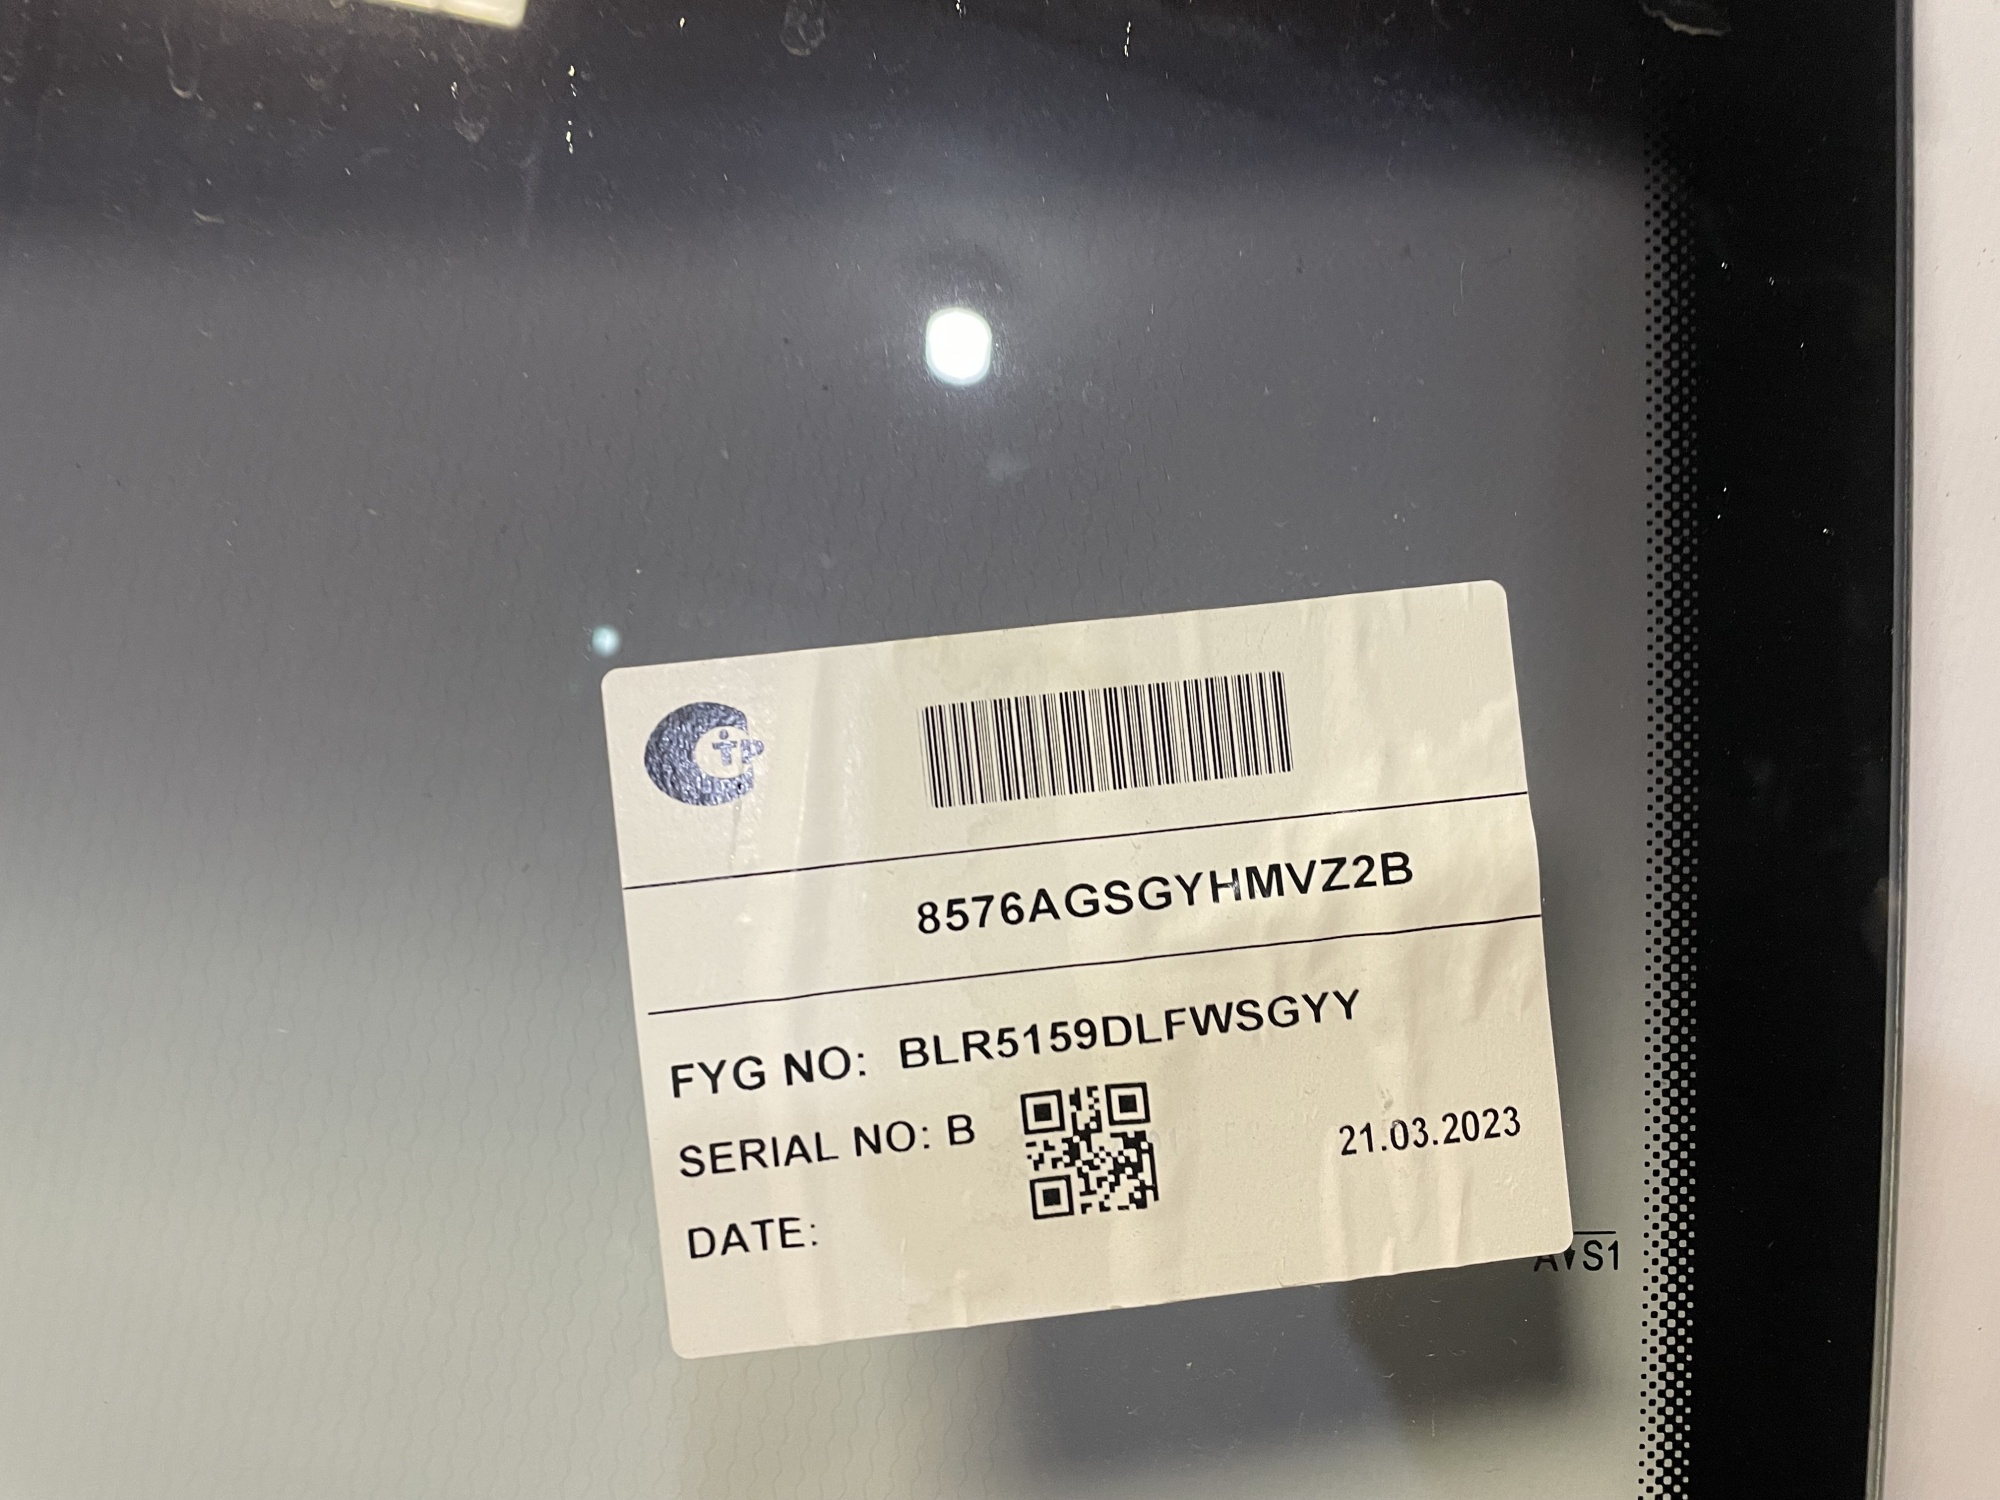 8576AGSGYHMVZ2B
FYG NO: BLR5159DLFWSGYY
SERIAL NO: B
21.03.2023
DATE:
S1